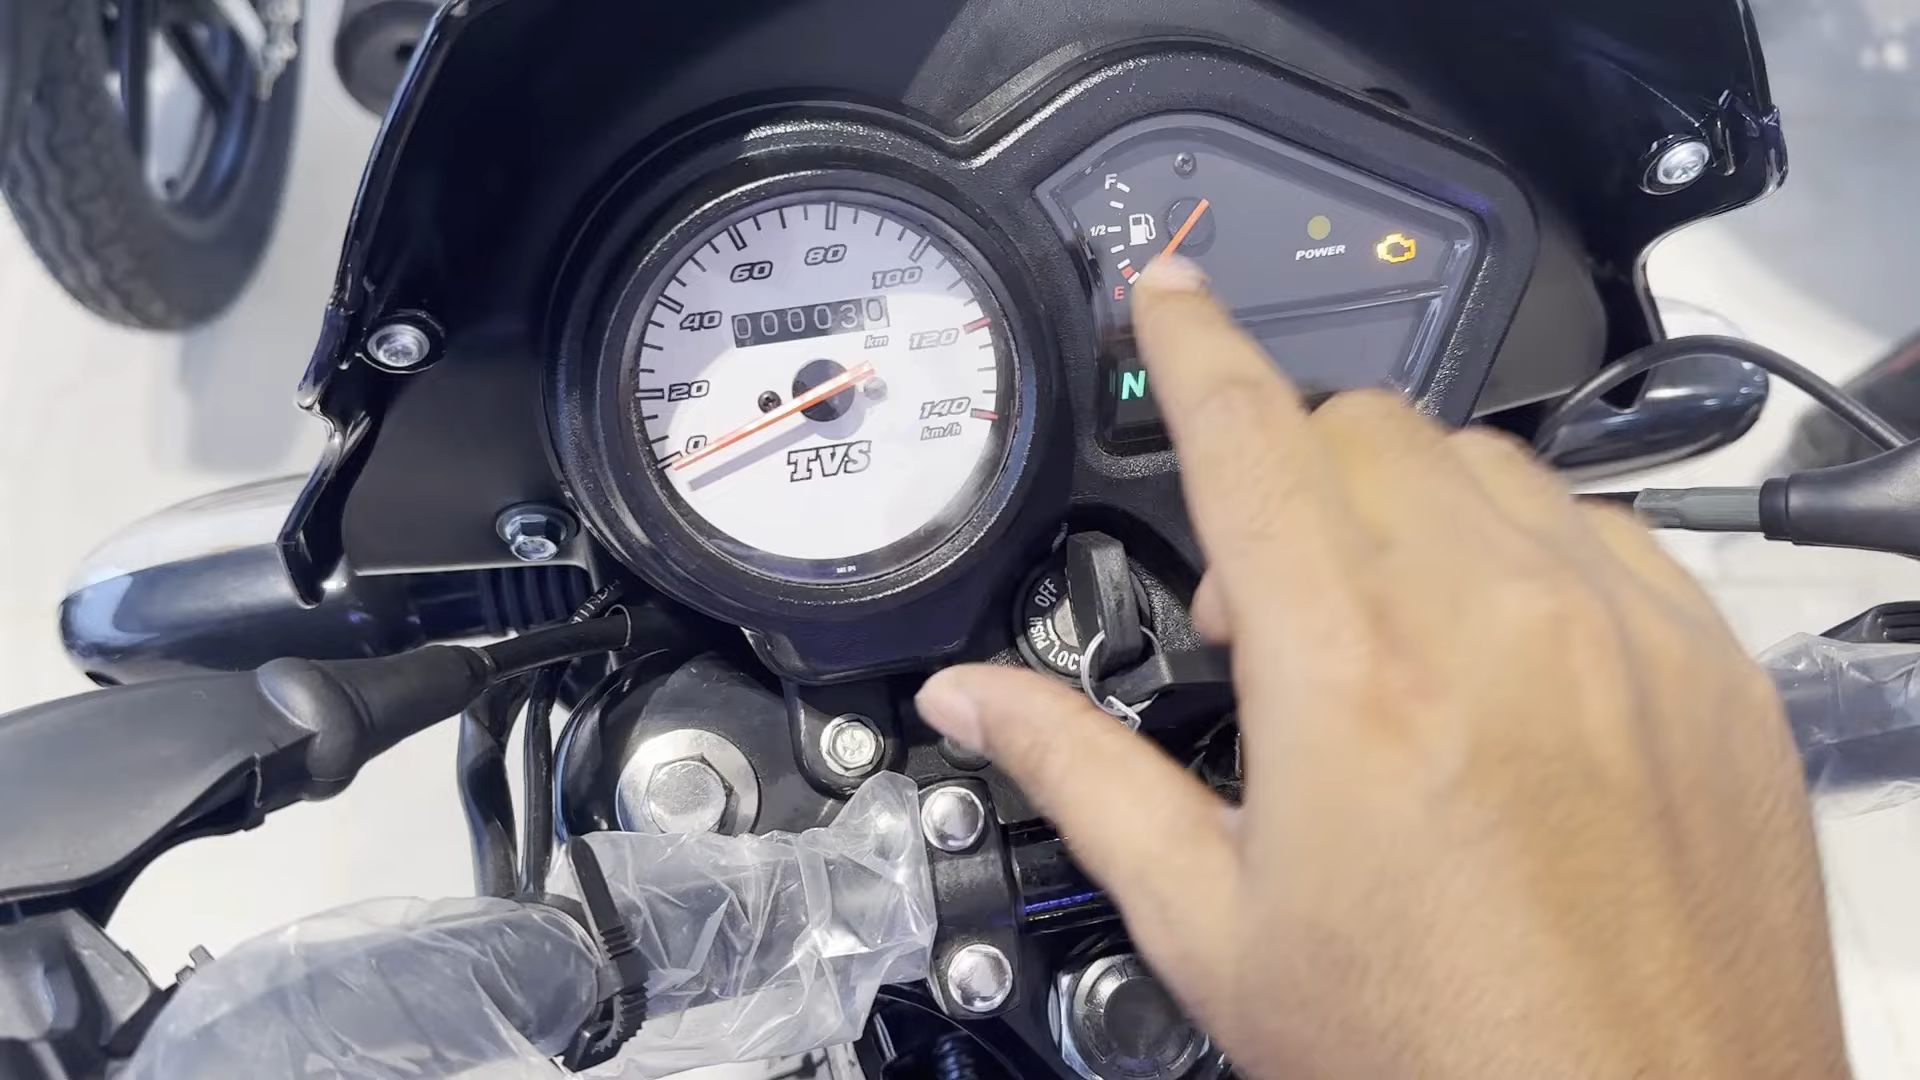 0
20
40
60
80
100
120
140
km/h
000030
km
TVS
F
1/2
E
POWER
N
OFF
PUSH
LOCK